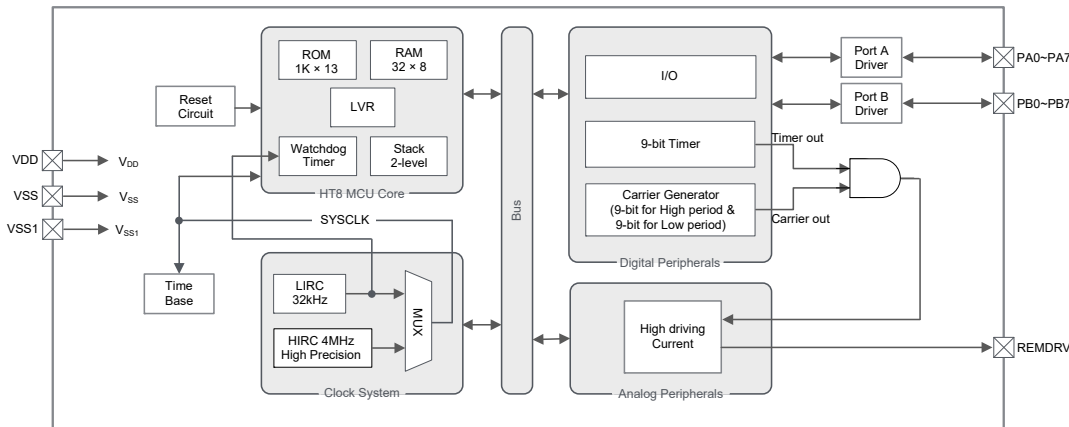 ROM
1K × 13
RAM
32 × 8
LVR
Reset
Circuit
Watchdog
Timer
Stack
2-level
HT8 MCU Core
VDD
V_DD
VSS
V_SS
VSS1
V_SS1
SYSCLK
Time
Base
LIRC
32kHz
HIRC 4MHz
High Precision
MUX
Clock System
Bus
I/O
9-bit Timer
Timer out
Carrier Generator
(9-bit for High period &
9-bit for Low period)
Carrier out
Digital Peripherals
Port A
Driver
PA0~PA7
Port B
Driver
PB0~PB7
High driving
Current
REMDRV
Analog Peripherals